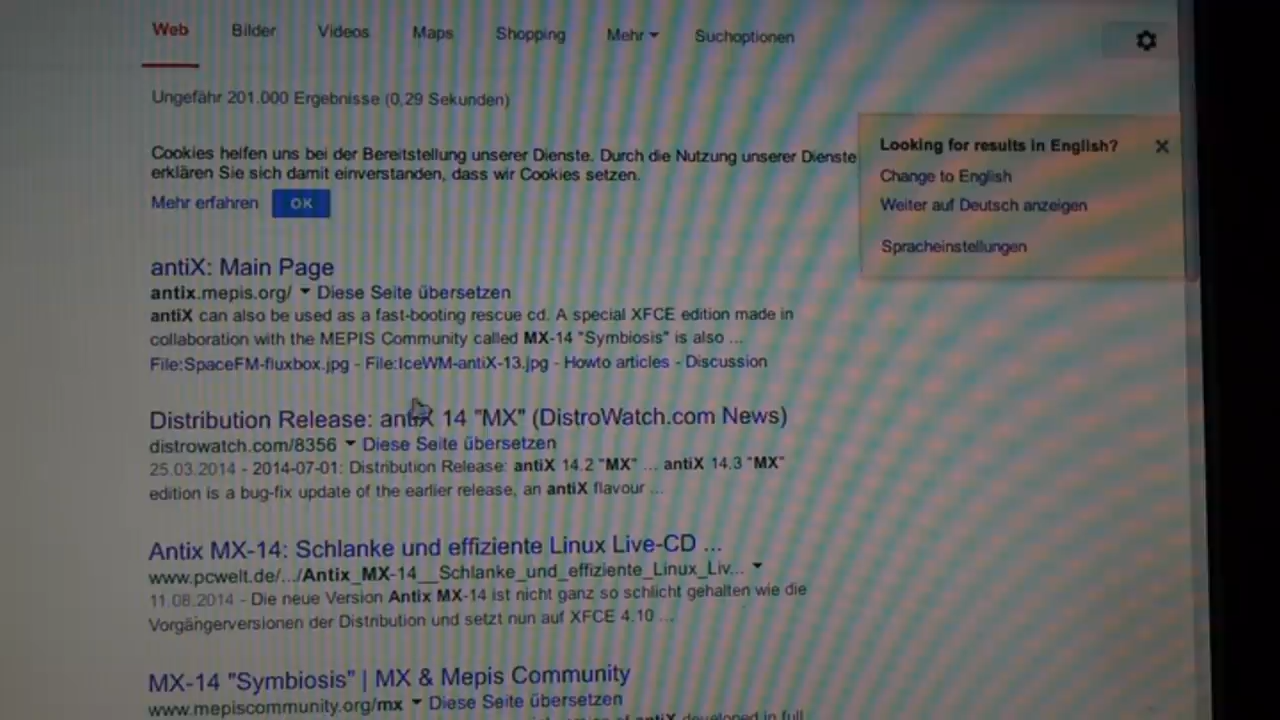 Web Bilder Videos Maps Shopping Mehr Suchoptionen
Ungefähr 201.000 Ergebnisse (0,29 Sekunden)
Looking for results in English?
Change to English
Weiter auf Deutsch anzeigen
Spracheinstellungen
Cookies helfen uns bei der Bereitstellung unserer Dienste. Durch die Nutzung unserer Dienste
erklären Sie sich damit einverstanden, dass wir Cookies setzen.
Mehr erfahren OK
antiX: Main Page
antix.mepis.org/ Diese Seite übersetzen
antiX can also be used as a fast-booting rescue cd. A special XFCE edition made in
collaboration with the MEPIS Community called MX-14 "Symbiosis" is also ...
File:SpaceFM-fluxbox.jpg - File:IceWM-antiX-13.jpg - Howto articles - Discussion
Distribution Release: antiX 14 "MX" (DistroWatch.com News)
distrowatch.com/8356 Diese Seite übersetzen
25.03.2014 - 2014-07-01: Distribution Release: antiX 14.2 "MX" ... antiX 14.3 "MX"
edition is a bug-fix update of the earlier release, an antiX flavour ...
Antix MX-14: Schlanke und effiziente Linux Live-CD ...
www.pcwelt.de/.../Antix_MX-14__Schlanke_und_effiziente_Linux_Liv...
11.08.2014 - Die neue Version Antix MX-14 ist nicht ganz so schlicht gehalten wie die
Vorgängerversionen der Distribution und setzt nun auf XFCE 4.10 ...
MX-14 "Symbiosis" | MX & Mepis Community
www.mepiscommunity.org/mx Diese Seite übersetzen
of antiX developed in full